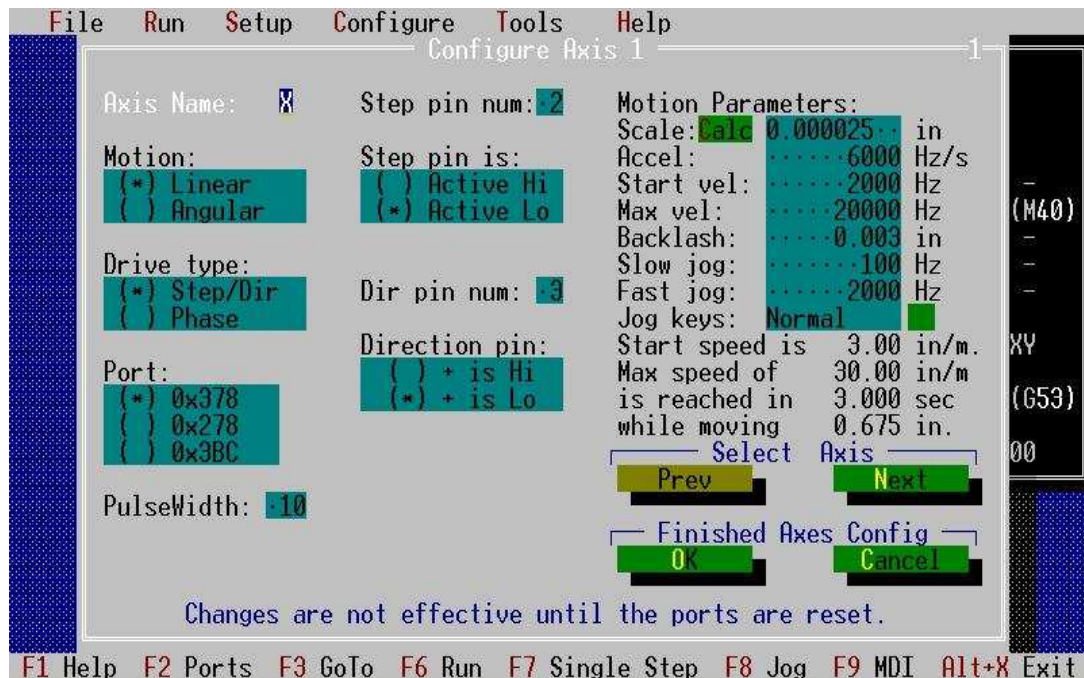 File Run Setup Configure Tools Help
Configure Axis 1 1
Axis Name: X
Motion:
(*) Linear
( ) Angular
Drive type:
(*) Step/Dir
( ) Phase
Port:
(*) 0x378
( ) 0x278
( ) 0x3BC
PulseWidth: ·10
Step pin num: ·2
Step pin is:
( ) Active Hi
(*) Active Lo
Dir pin num: ·3
Direction pin:
( ) + is Hi
(*) + is Lo
Motion Parameters:
Scale: Calc 0.000025·· in
Accel: ······6000 Hz/s
Start vel: ······2000 Hz
Max vel: ·····20000 Hz
Backlash: ·····0.003 in
Slow jog: ·······100 Hz
Fast jog: ······2000 Hz
Jog keys: Normal
Start speed is 3.00 in/m.
Max speed of 30.00 in/m
is reached in 3.000 sec
while moving 0.675 in.
Select Axis
Prev Next
Finished Axes Config
OK Cancel
Changes are not effective until the ports are reset.
(M40)
XY
(G53)
00
F1 Help F2 Ports F3 GoTo F6 Run F7 Single Step F8 Jog F9 MDI Alt+X Exit